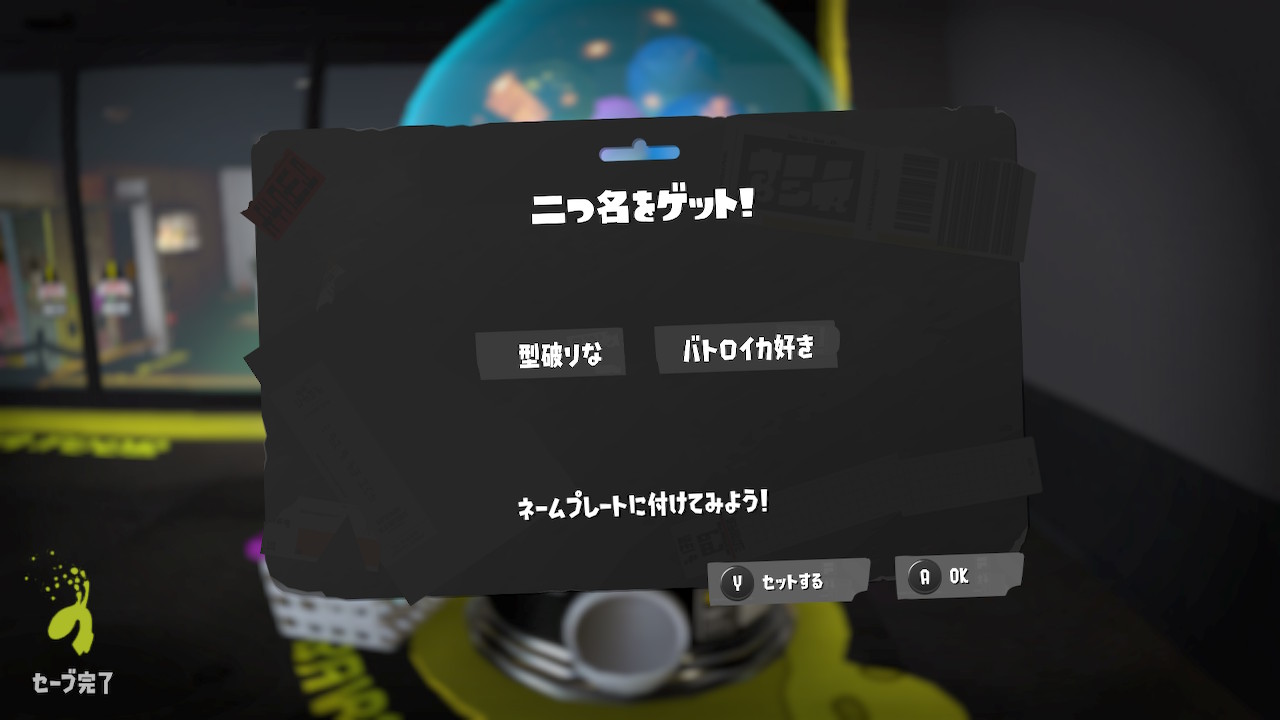 二つ名をゲット!
型破りな
バトロイカ好き
ネームプレートに付けてみよう!
Y セットする
A OK
セーブ完了